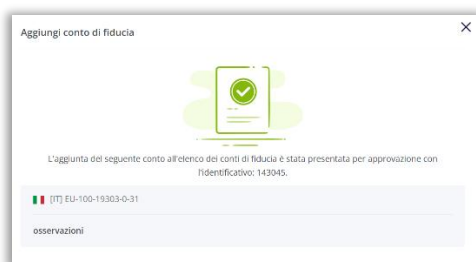 Aggiungi conto di fiducia
L'aggiunta del seguente conto all'elenco dei conti di fiducia è stata presentata per approvazione con
l'identificativo: 143045.
[IT] EU-100-19303-0-31
osservazioni